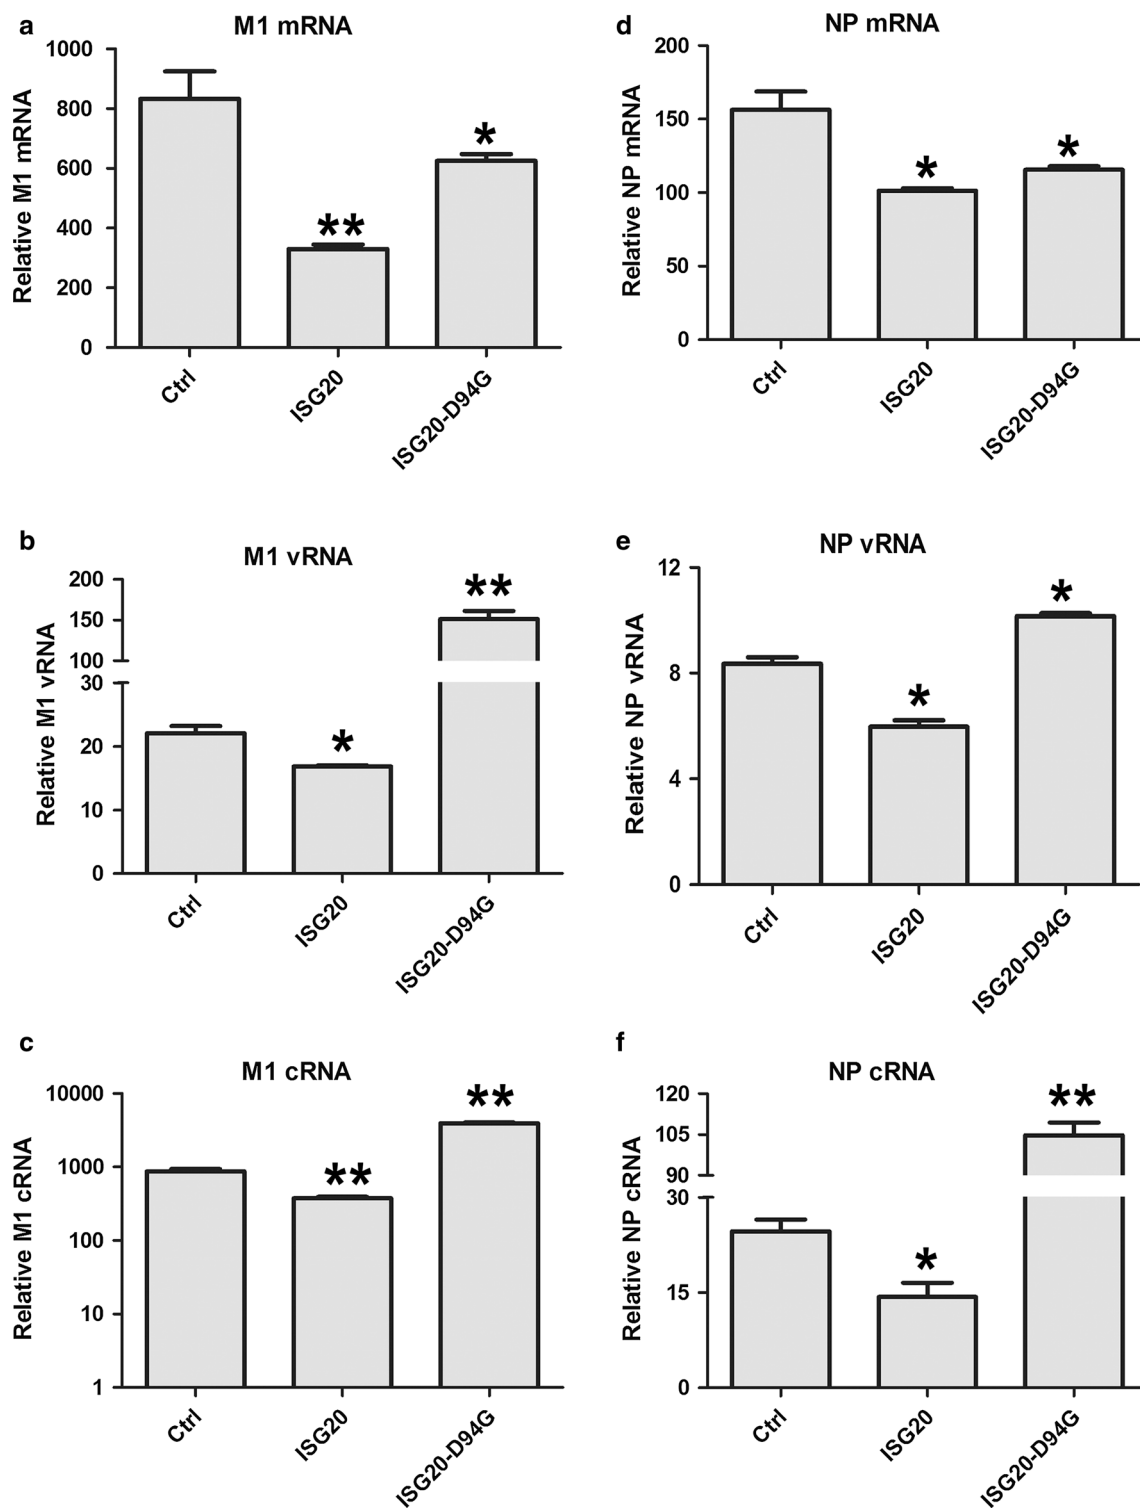 a
M1 mRNA
Relative M1 mRNA
1000
800
600
400
200
0
**
*
Ctrl
ISG20
ISG20-D94G
d
NP mRNA
Relative NP mRNA
200
150
100
50
0
*
*
Ctrl
ISG20
ISG20-D94G
b
M1 vRNA
Relative M1 vRNA
200
150
100
30
20
10
0
*
**
Ctrl
ISG20
ISG20-D94G
e
NP vRNA
Relative NP vRNA
12
8
4
0
*
*
Ctrl
ISG20
ISG20-D94G
c
M1 cRNA
Relative M1 cRNA
10000
1000
100
10
1
**
**
Ctrl
ISG20
ISG20-D94G
f
NP cRNA
Relative NP cRNA
120
105
90
30
15
0
*
**
Ctrl
ISG20
ISG20-D94G